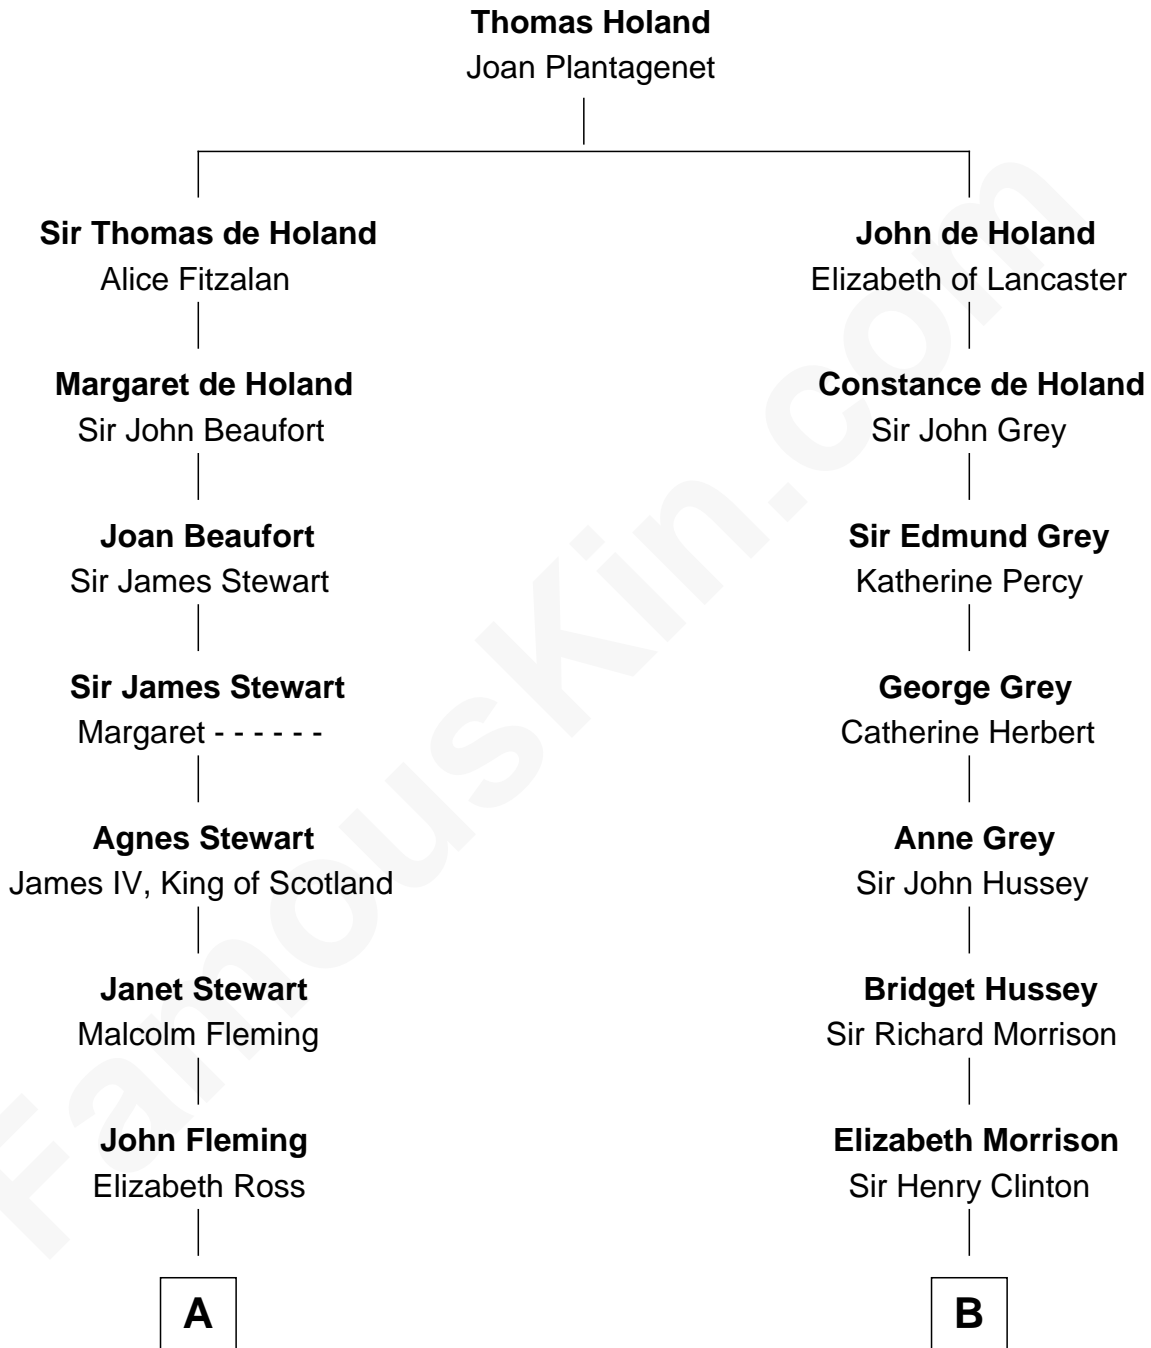 Thomas Holand
Joan Plantagenet
Sir Thomas de Holand
Alice Fitzalan
John de Holand
Elizabeth of Lancaster
Margaret de Holand
Sir John Beaufort
Constance de Holand
Sir John Grey
Joan Beaufort
Sir James Stewart
Sir Edmund Grey
Katherine Percy
Sir James Stewart
Margaret - - - - - -
George Grey
Catherine Herbert
Agnes Stewart
James IV, King of Scotland
Anne Grey
Sir John Hussey
Janet Stewart
Malcolm Fleming
Bridget Hussey
Sir Richard Morrison
John Fleming
Elizabeth Ross
Elizabeth Morrison
Sir Henry Clinton
A
B
FamousKin.com